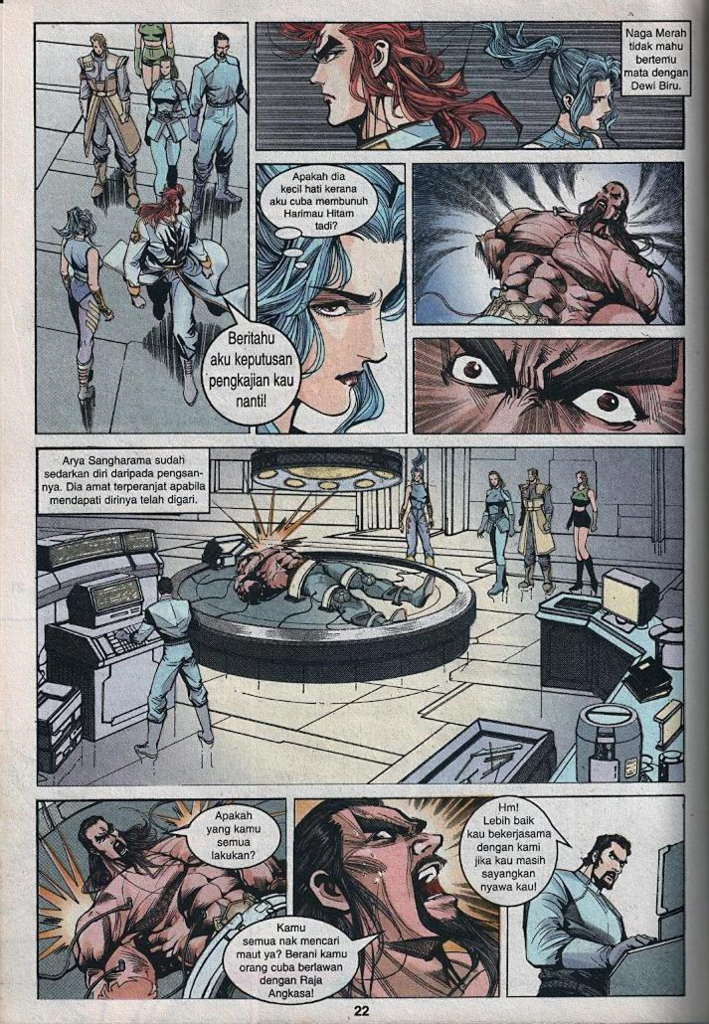 Naga Merah
tidak mahu
bertemu
mata dengan
Dewi Biru.
Apakah dia
kecil hati kerana
aku cuba membunuh
Harimau Hitam
tadi?
Beritahu
aku keputusan
pengkajian kau
nanti!
Arya Sangharama sudah
sedarkan diri daripada pengsan-
nya. Dia amat terperanjat apabila
mendapati dirinya telah digari.
Apakah
yang kamu
semua
lakukan?
Kamu
semua nak mencari
maut ya? Berani kamu
orang cuba berlawan
dengan Raja
Angkasa!
Hm!
Lebih baik
kau bekerjasama
dengan kami
jika kau masih
sayangkan
nyawa kau!
22